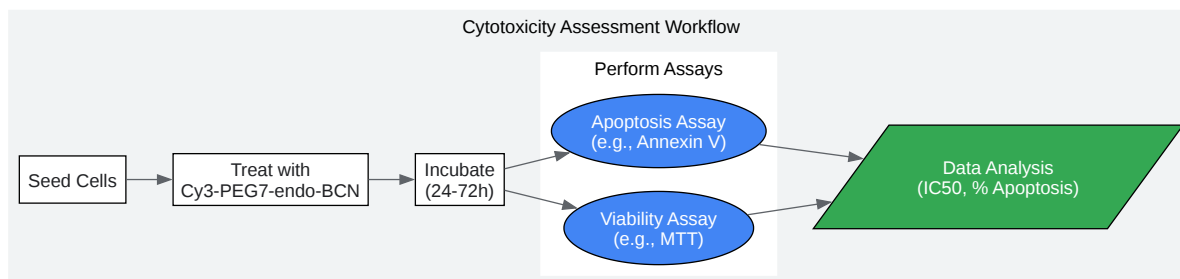 Cytotoxicity Assessment Workflow
Perform Assays
Seed Cells
Treat with
Cy3-PEG7-endo-BCN
Incubate
(24-72h)
Apoptosis Assay
(e.g., Annexin V)
Viability Assay
(e.g., MTT)
Data Analysis
(IC50, % Apoptosis)